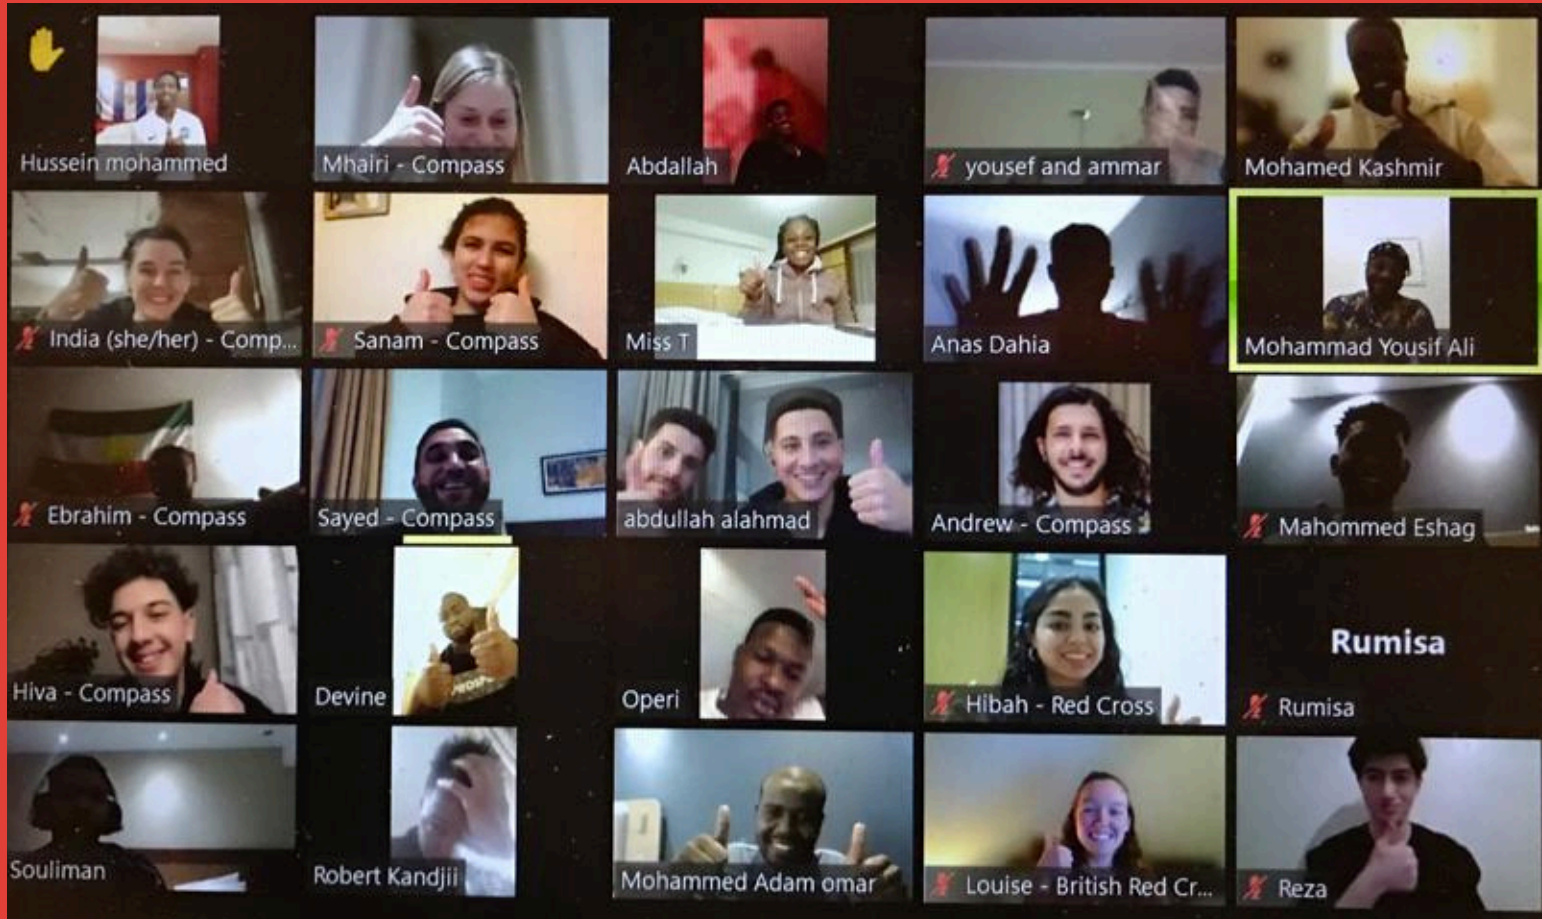 Hussein mohammed
Mhairi - Compass
Abdallah
yousef and ammar
Mohamed Kashmir
India (she/her) - Comp...
Sanam - Compass
Miss T
Anas Dahia
Mohammad Yousif Ali
Ebrahim - Compass
Sayed - Compass
abdullah alahmad
Andrew - Compass
Mahommed Eshag
Hiva - Compass
Devine
Operi
Hibah - Red Cross
Rumisa
Rumisa
Souliman
Robert Kandjii
Mohammed Adam omar
Louise - British Red Cr...
Reza